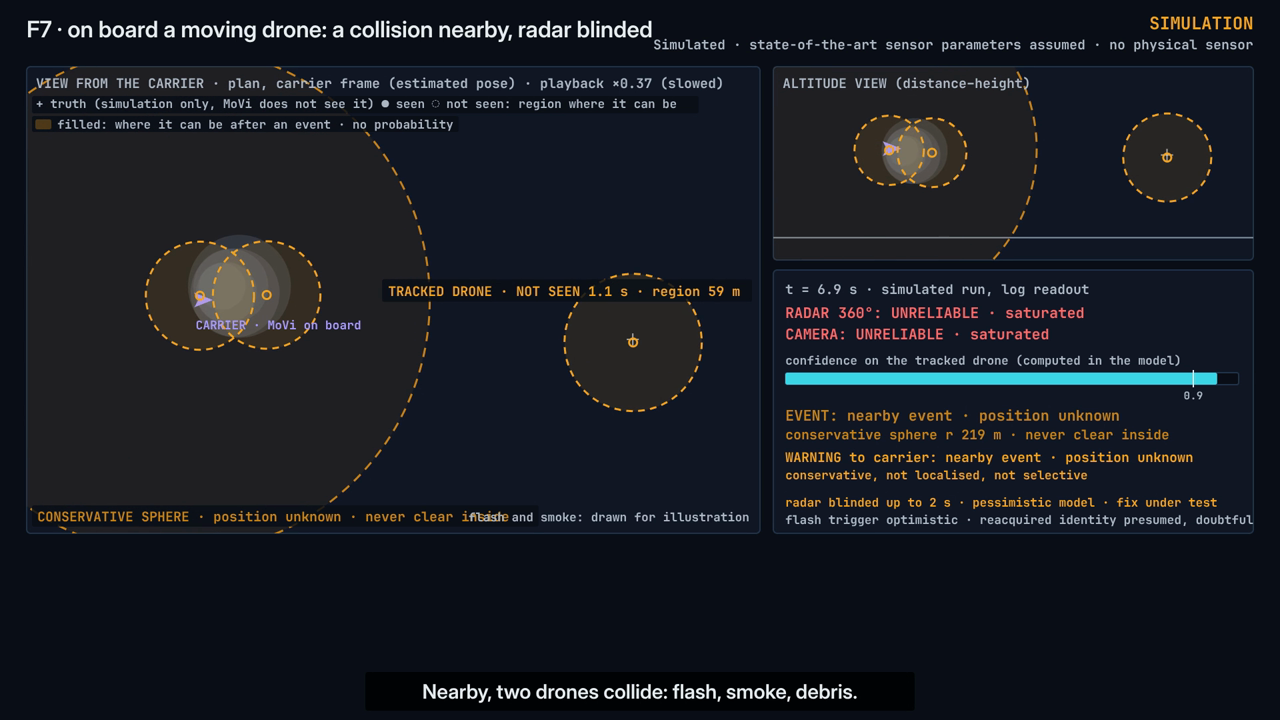 F7 · on board a moving drone: a collision nearby, radar blinded
SIMULATION
Simulated · state-of-the-art sensor parameters assumed · no physical sensor
VIEW FROM THE CARRIER · plan, carrier frame (estimated pose) · playback ×0.37 (slowed)
+ truth (simulation only, MoVi does not see it) ● seen ◌ not seen: region where it can be
filled: where it can be after an event · no probability
TRACKED DRONE · NOT SEEN 1.1 s · region 59 m
CARRIER · MoVi on board
CONSERVATIVE SPHERE · position unknown · never clear inside
flash and smoke: drawn for illustration
ALTITUDE VIEW (distance-height)
t = 6.9 s · simulated run, log readout
RADAR 360°: UNRELIABLE · saturated
CAMERA: UNRELIABLE · saturated
confidence on the tracked drone (computed in the model)
0.9
EVENT: nearby event · position unknown
conservative sphere r 219 m · never clear inside
WARNING to carrier: nearby event · position unknown
conservative, not localised, not selective
radar blinded up to 2 s · pessimistic model · fix under test
flash trigger optimistic · reacquired identity presumed, doubtful
Nearby, two drones collide: flash, smoke, debris.